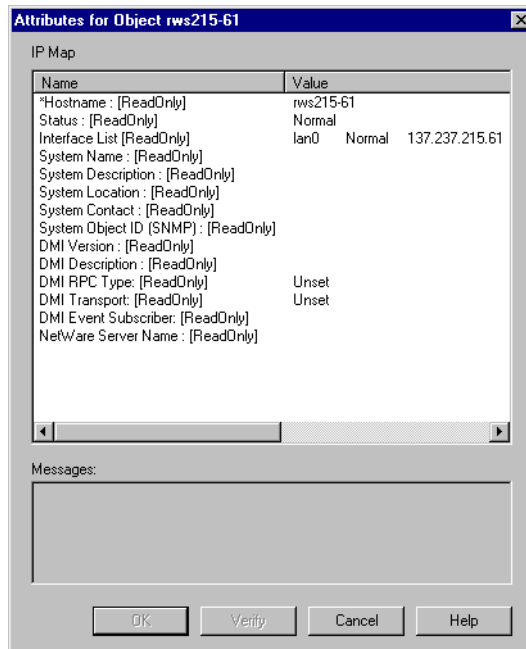 Attributes for Object rws215-61
IP Map
Name Value
*Hostname : [ReadOnly] rws215-61
Status : [ReadOnly] Normal
Interface List [ReadOnly] lan0 Normal 137.237.215.61
System Name : [ReadOnly]
System Description : [ReadOnly]
System Location : [ReadOnly]
System Contact : [ReadOnly]
System Object ID (SNMP) : [ReadOnly]
DMI Version : [ReadOnly]
DMI Description : [ReadOnly]
DMI RPC Type: [ReadOnly] Unset
DMI Transport: [ReadOnly] Unset
DMI Event Subscriber: [ReadOnly]
NetWare Server Name : [ReadOnly]
Messages:
OK Verify Cancel Help